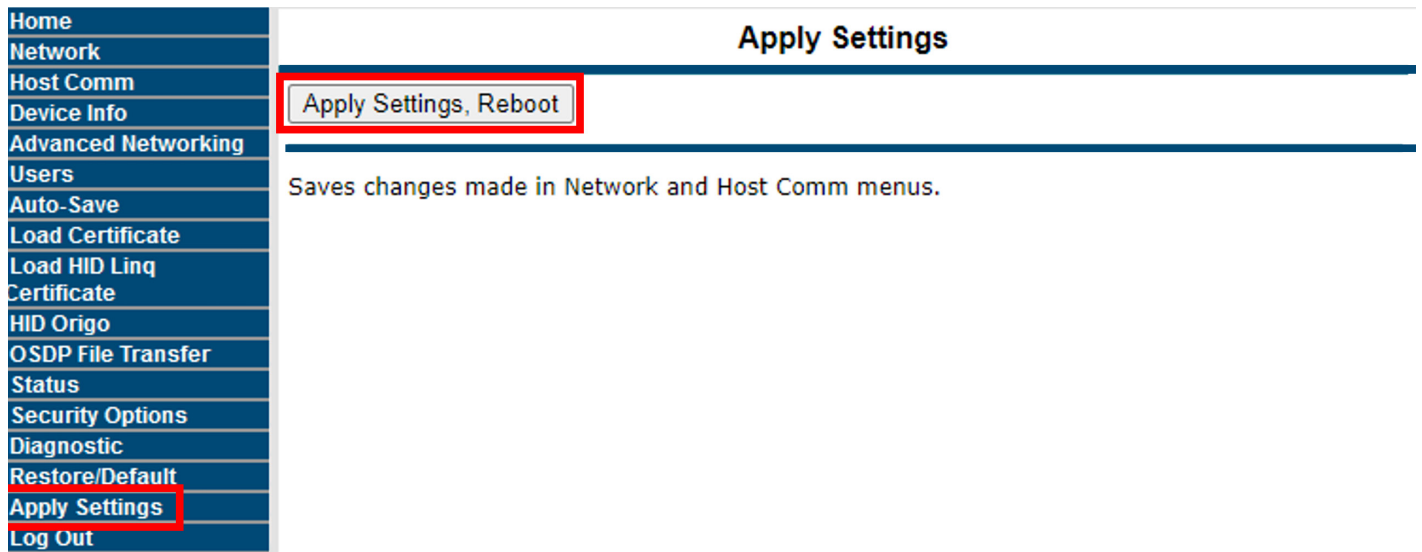 Home
Network
Host Comm
Device Info
Advanced Networking
Users
Auto-Save
Load Certificate
Load HID Linq
Certificate
HID Origo
OSDP File Transfer
Status
Security Options
Diagnostic
Restore/Default
Apply Settings
Log Out
Apply Settings
Apply Settings, Reboot
Saves changes made in Network and Host Comm menus.